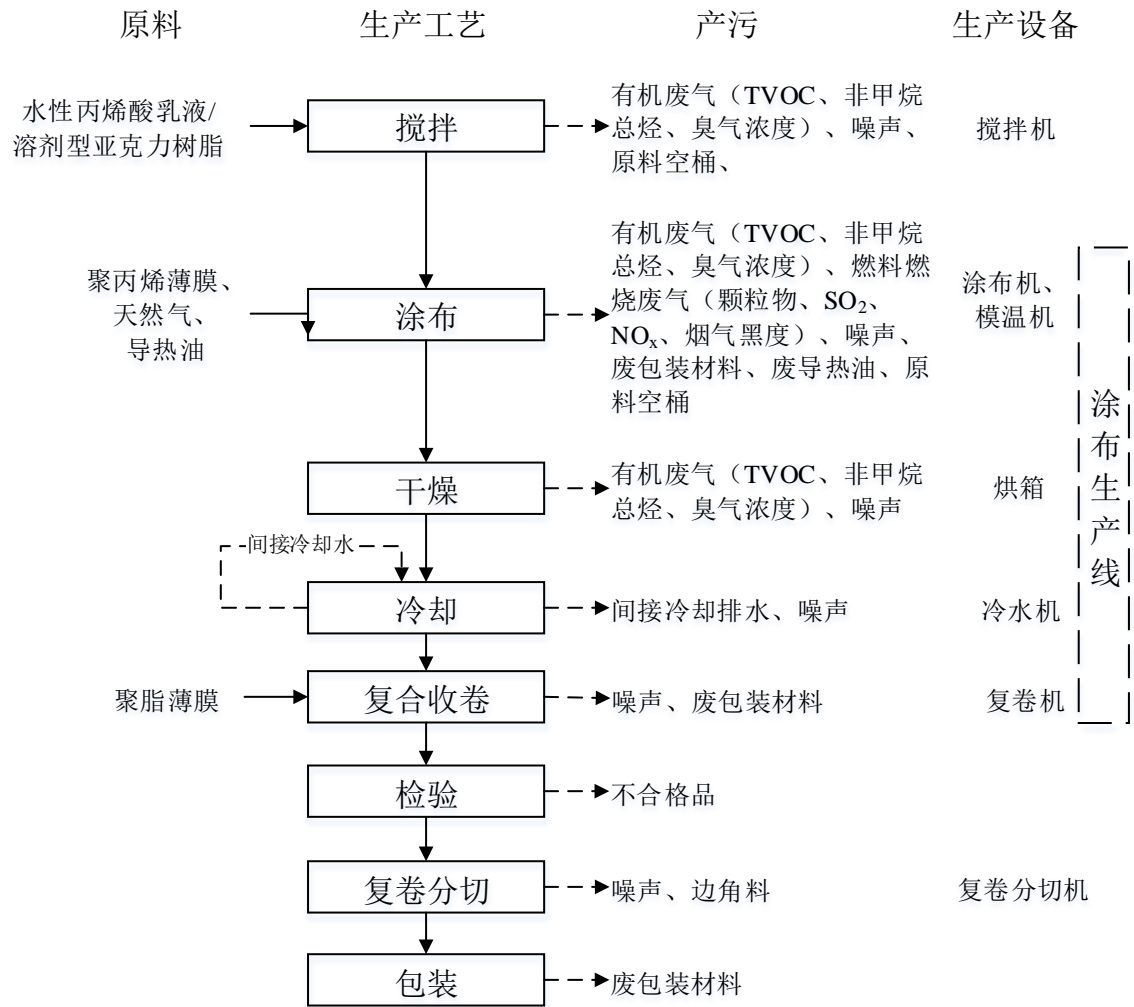 原料 生产工艺 产污 生产设备
水性丙烯酸乳液/
溶剂型亚克力树脂
搅拌
有机废气（TVOC、非甲烷
总烃、臭气浓度）、噪声、
原料空桶、
搅拌机
聚丙烯薄膜、
天然气、
导热油
涂布
有机废气（TVOC、非甲烷
总烃、臭气浓度）、燃料燃
烧废气（颗粒物、SO₂、
NOₓ、烟气黑度）、噪声、
废包装材料、废导热油、原
料空桶
涂布机、
模温机
干燥
有机废气（TVOC、非甲烷
总烃、臭气浓度）、噪声
烘箱
间接冷却水
冷却
间接冷却排水、噪声
冷水机
聚脂薄膜
复合收卷
噪声、废包装材料
复卷机
涂布生产线
检验
不合格品
复卷分切
噪声、边角料
复卷分切机
包装
废包装材料